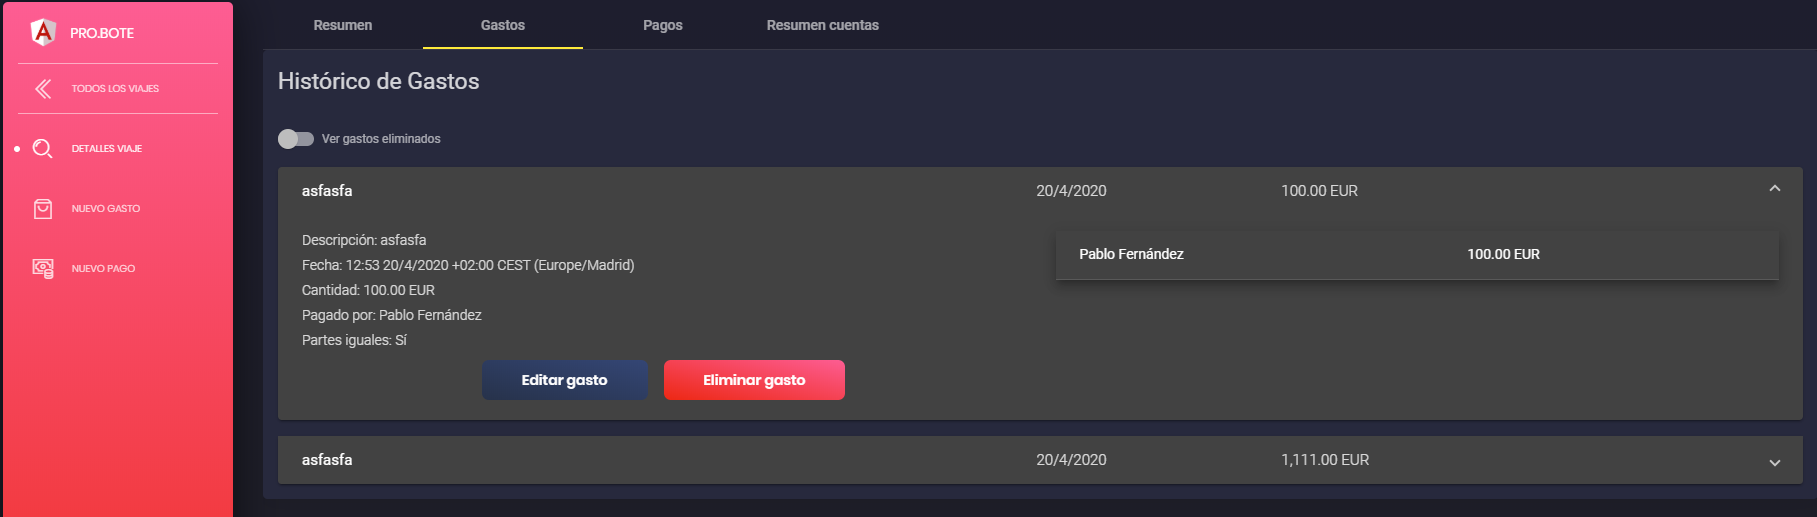 PRO.BOTE
TODOS LOS VIAJES
DETALLES VIAJE
NUEVO GASTO
NUEVO PAGO
Resumen Gastos Pagos Resumen cuentas
Histórico de Gastos
Ver gastos eliminados
asfasfa 20/4/2020 100.00 EUR
Descripción: asfasfa
Fecha: 12:53 20/4/2020 +02:00 CEST (Europe/Madrid)
Cantidad: 100.00 EUR
Pagado por: Pablo Fernández
Partes iguales: Sí
Pablo Fernández 100.00 EUR
Editar gasto Eliminar gasto
asfasfa 20/4/2020 1,111.00 EUR